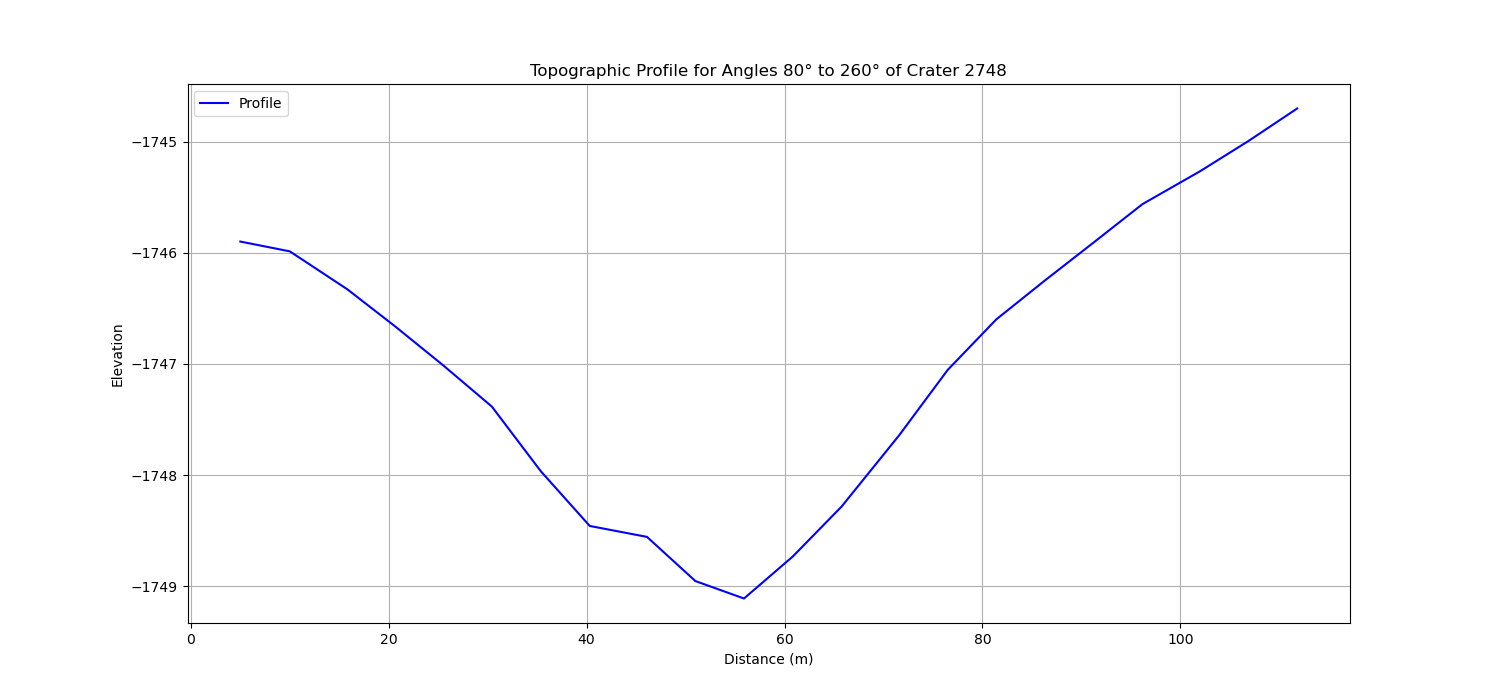 Topographic Profile for Angles 80° to 260° of Crater 2748
Profile
−1745
−1746
−1747
−1748
−1749
Elevation
0 20 40 60 80 100
Distance (m)